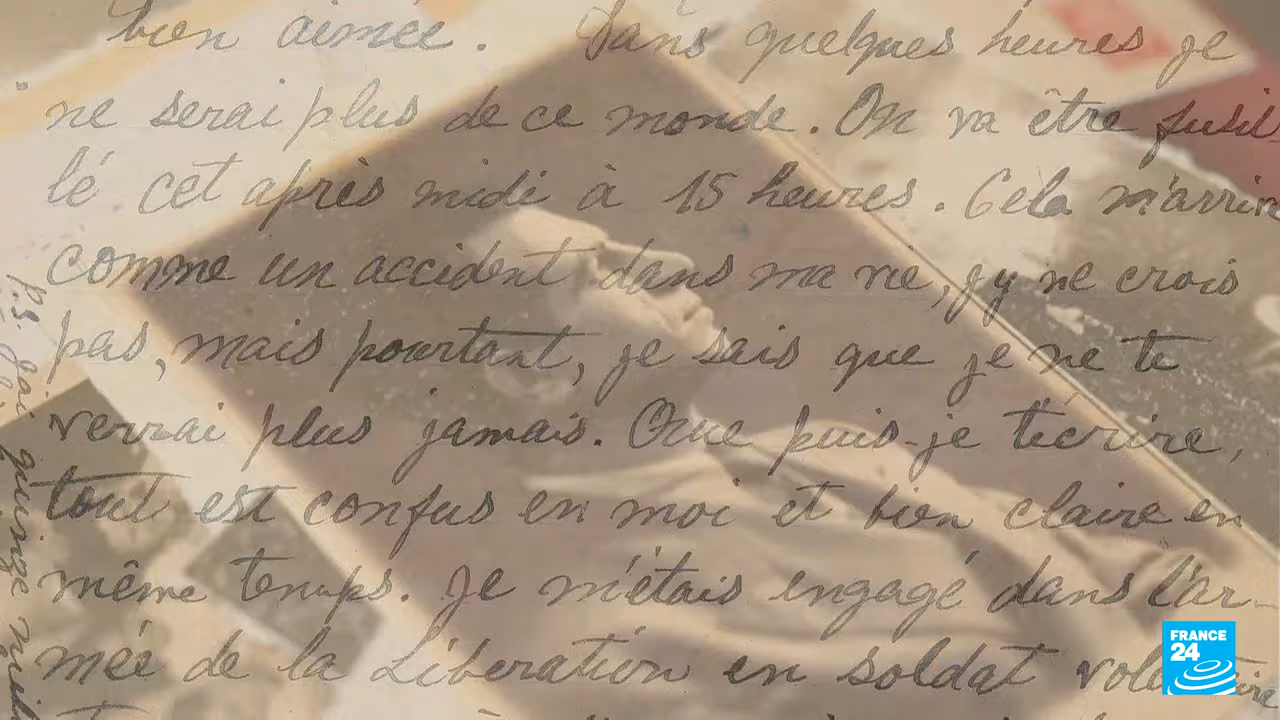 bien aimée. Dans quelques heures je
ne serai plus de ce monde. On va être fusil
lé cet après midi à 15 heures. Cela m'arrive
comme un accident dans ma vie, j'y ne crois
pas, mais pourtant, je sais que je ne te
verrai plus jamais. Que puis-je t'écrire,
tout est confus en moi et bien claire en
même temps. Je m'étais engagé dans l'ar-
mée de la Libération en soldat
P.S. J'ai quinze
FRANCE
24